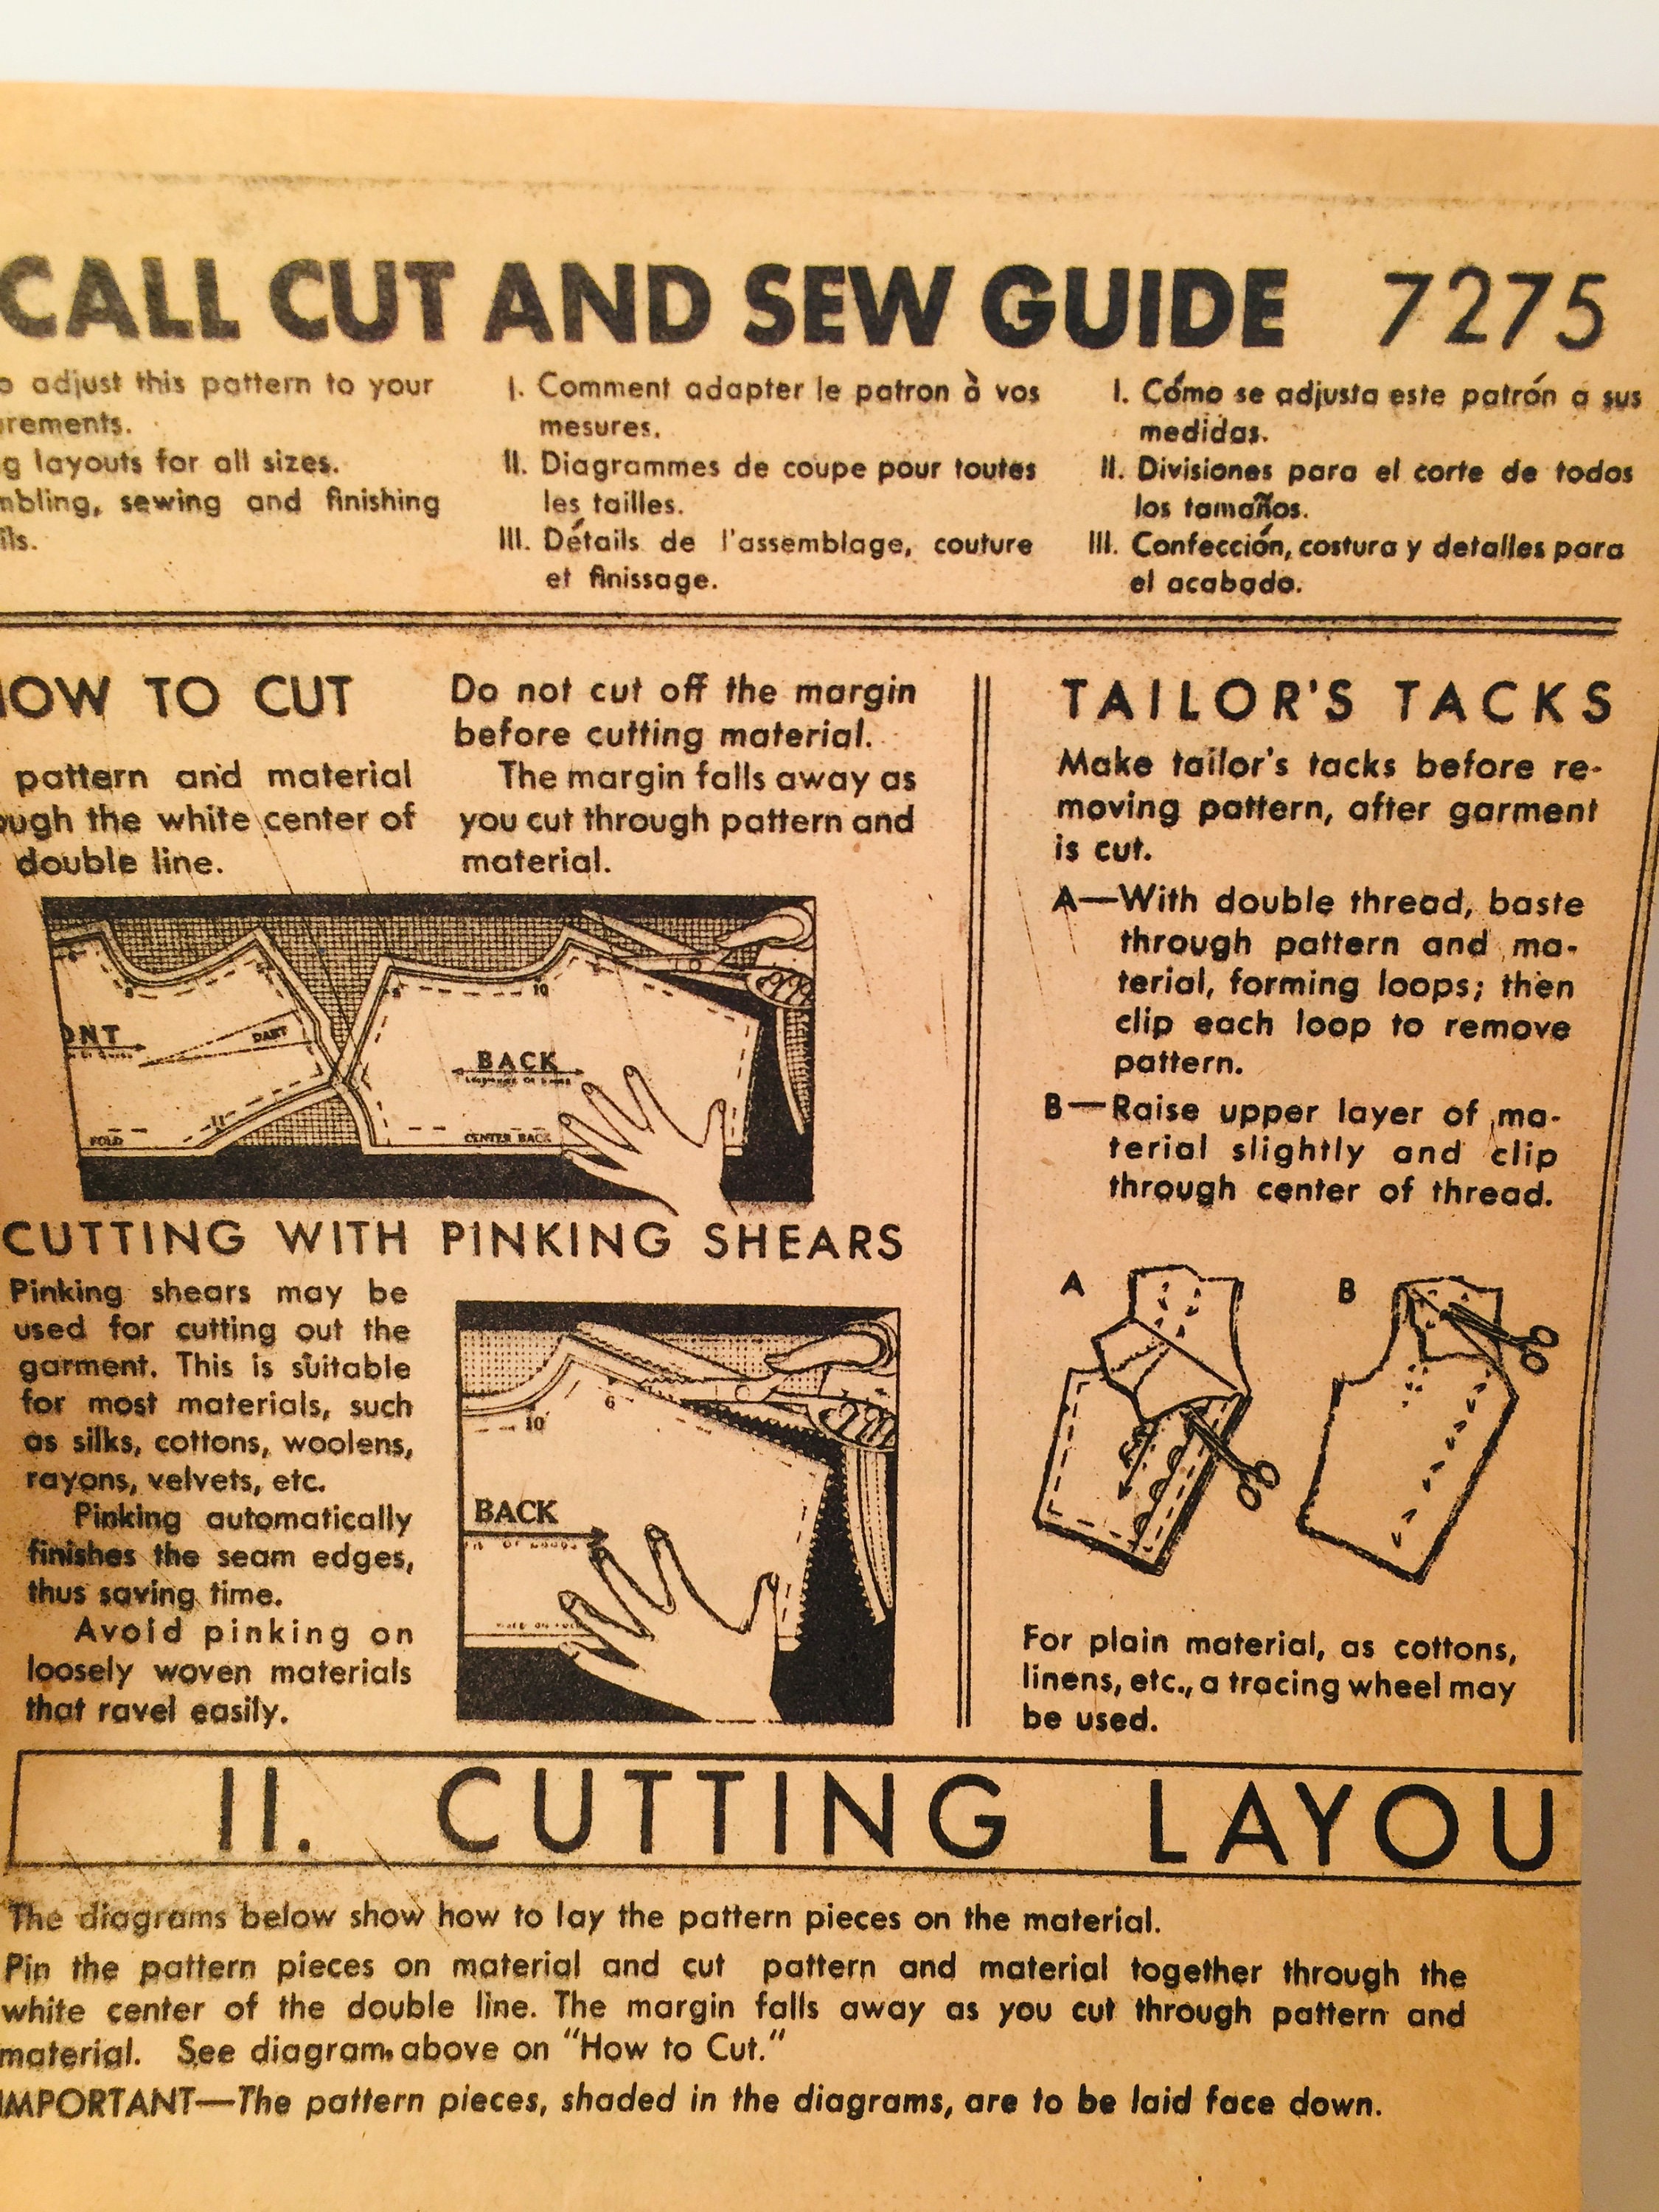 CALL CUT AND SEW GUIDE 7275
adjust this pattern to your
rements.
g layouts for all sizes.
mbling, sewing and finishing
ils.
I. Comment adapter le patron à vos
mesures.
II. Diagrammes de coupe pour toutes
les tailles.
III. Détails de l'assemblage, couture
et finissage.
I. Cómo se adjusta este patrón a sus
medidas.
II. Divisiones para el corte de todos
los tamaños.
III. Confección, costura y detalles para
el acabado.
OW TO CUT
pattern and material
ough the white center of
double line.
Do not cut off the margin
before cutting material.
The margin falls away as
you cut through pattern and
material.
ONT
DART
FOLD
11
8
10
6
BACK
CENTER BACK
CUTTING WITH PINKING SHEARS
Pinking shears may be
used for cutting out the
garment. This is suitable
for most materials, such
as silks, cottons, woolens,
rayons, velvets, etc.
Pinking automatically
finishes the seam edges,
thus saving time.
Avoid pinking on
loosely woven materials
that ravel easily.
10
6
BACK
TAILOR'S TACKS
Make tailor's tacks before re-
moving pattern, after garment
is cut.
A—With double thread, baste
through pattern and ma-
terial, forming loops; then
clip each loop to remove
pattern.
B—Raise upper layer of ma-
terial slightly and clip
through center of thread.
A
B
For plain material, as cottons,
linens, etc., a tracing wheel may
be used.
II. CUTTING LAYOU
The diagrams below show how to lay the pattern pieces on the material.
Pin the pattern pieces on material and cut pattern and material together through the
white center of the double line. The margin falls away as you cut through pattern and
material. See diagram above on "How to Cut."
IMPORTANT—The pattern pieces, shaded in the diagrams, are to be laid face down.